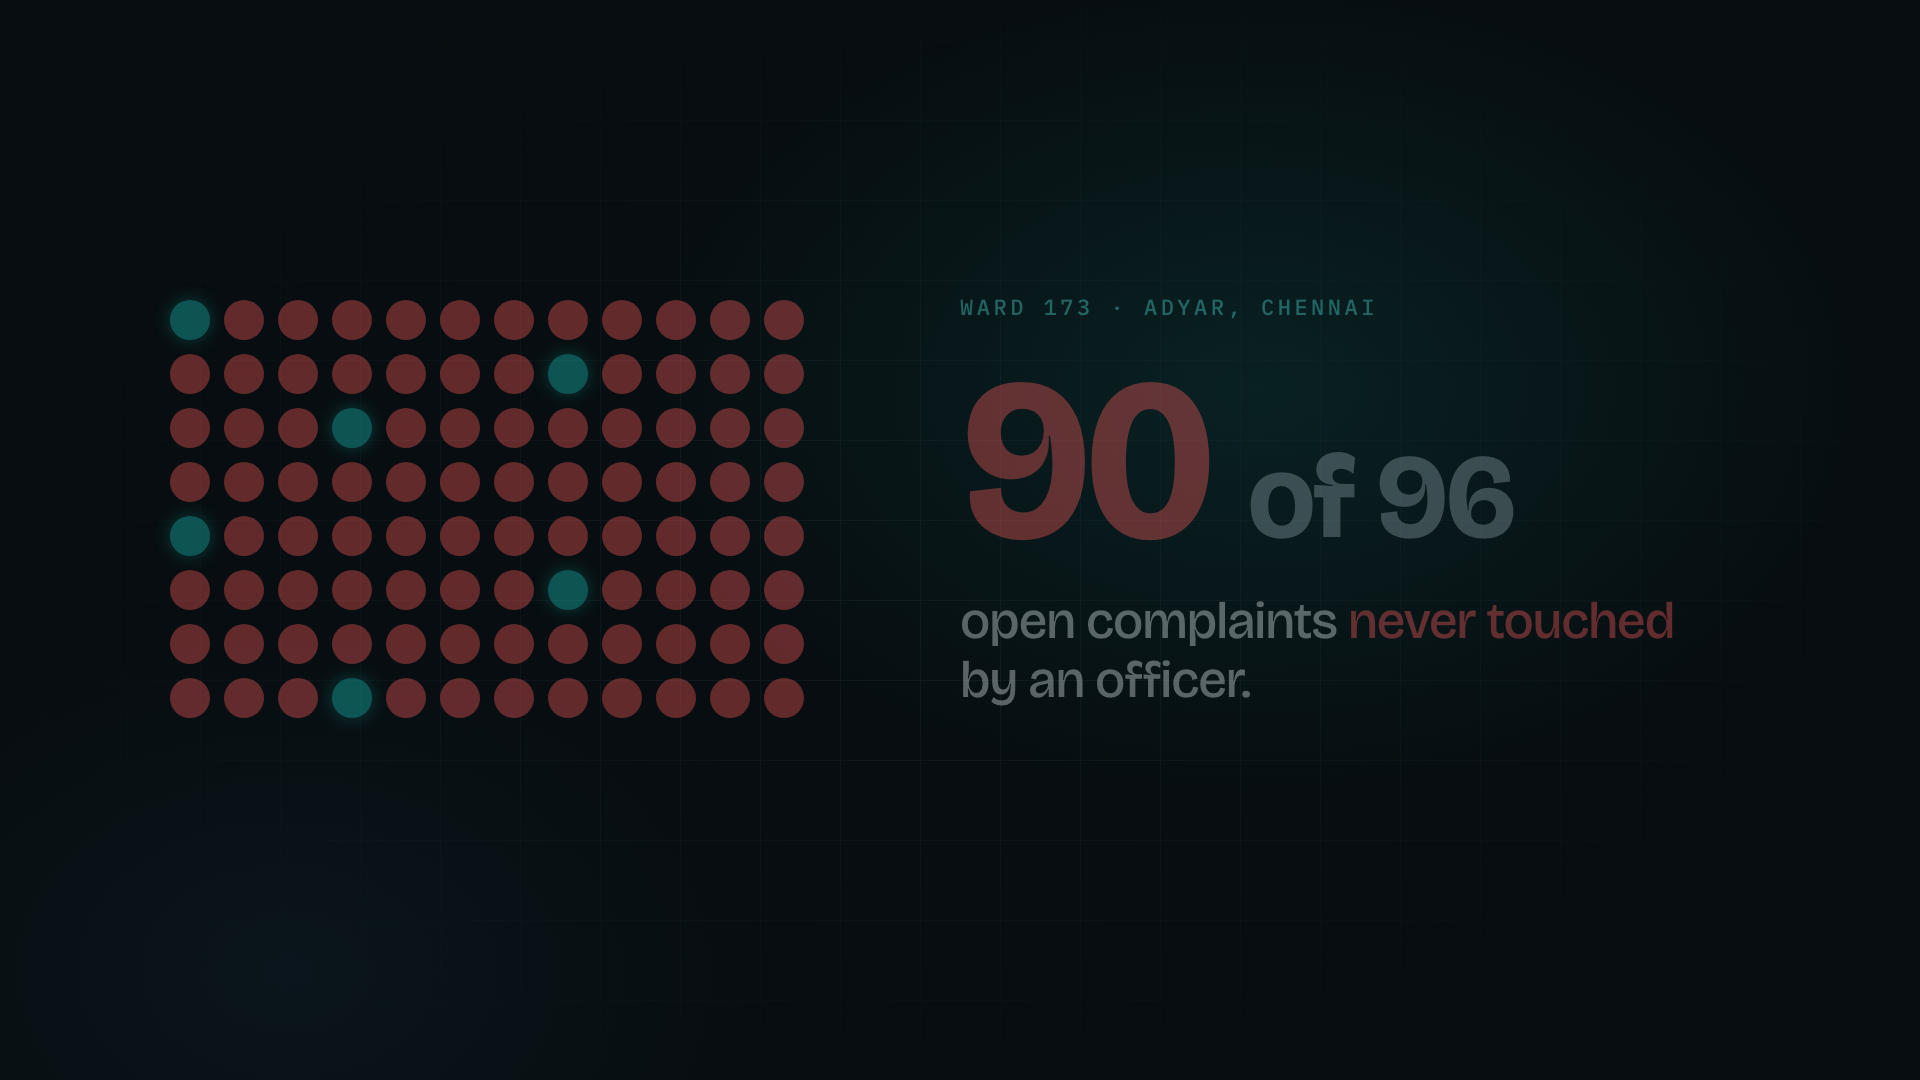 WARD 173 · ADYAR, CHENNAI
90 of 96
open complaints never touched
by an officer.